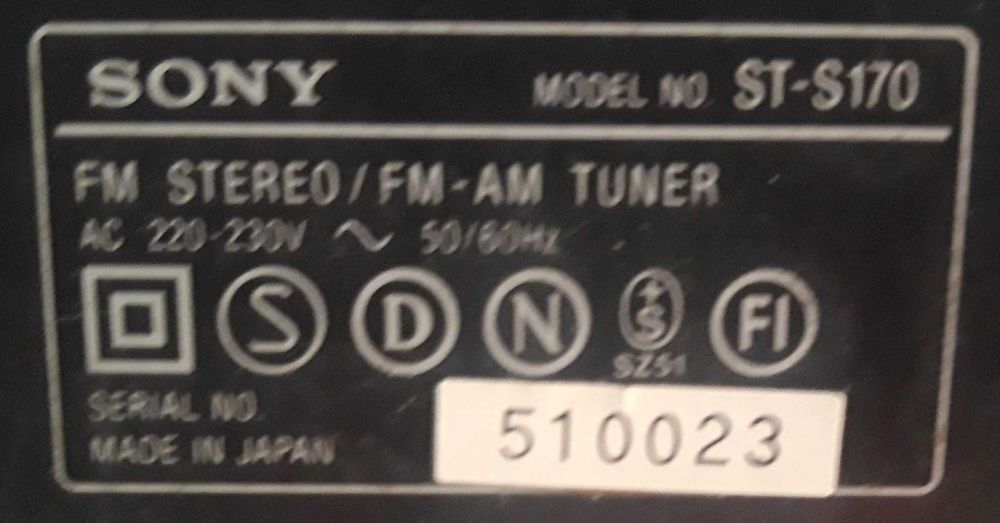 SONY MODEL NO. ST-S170
FM STEREO/FM-AM TUNER
AC 220-230V ~ 50/60Hz
S D N +S FI
SZ51
SERIAL NO. 510023
MADE IN JAPAN